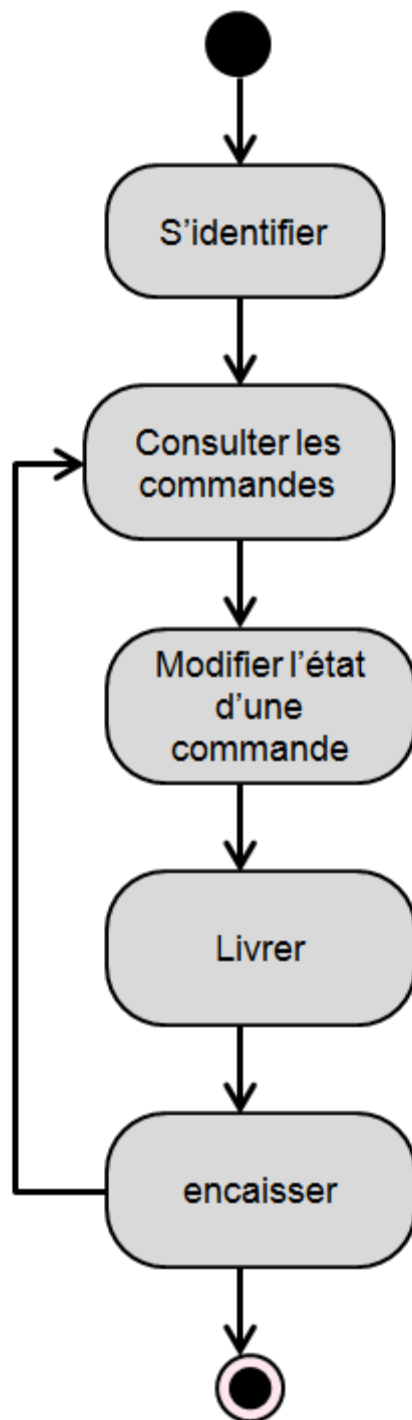 S’identifier
Consulter les
commandes
Modifier l’état
d’une
commande
Livrer
encaisser